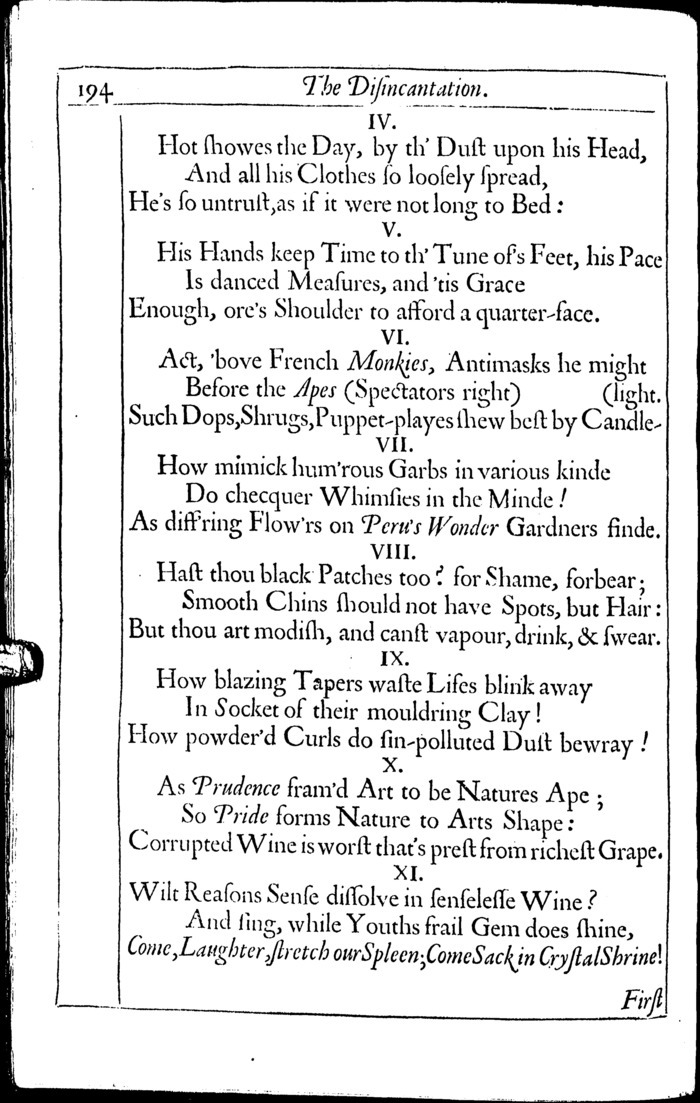 194 The Disincantation.
IV.
Hot ſhowes the Day, by th' Duſt upon his Head,
And all his Clothes ſo looſely ſpread,
He's ſo untruſt,as if it were not long to Bed :
V.
His Hands keep Time to th' Tune of's Feet, his Pace
Is danced Meaſures, and 'tis Grace
Enough, ore's Shoulder to afford a quarter-face.
VI.
Act, 'bove French Monkies, Antimasks he might
Before the Apes (Spectators right) (light.
Such Dops,Shrugs,Puppet-playes ſhew beſt by Candle-
VII.
How mimick hum'rous Garbs in various kinde
Do checquer Whimſies in the Minde !
As diff'ring Flow'rs on Peru's Wonder Gardners finde.
VIII.
Haſt thou black Patches too ? for Shame, forbear ;
Smooth Chins ſhould not have Spots, but Hair :
But thou art modiſh, and canſt vapour, drink, & ſwear.
IX.
How blazing Tapers waſte Lifes blink away
In Socket of their mouldring Clay !
How powder'd Curls do ſin-polluted Duſt bewray !
X.
As Prudence fram'd Art to be Natures Ape ;
So Pride forms Nature to Arts Shape :
Corrupted Wine is worſt that's preſt from richeſt Grape.
XI.
Wilt Reaſons Senſe diſſolve in ſenſeleſſe Wine ?
And ſing, while Youths frail Gem does ſhine,
Come,Laughter,ſtretch our Spleen;Come Sack in Cryſtal Shrine!
Firſt